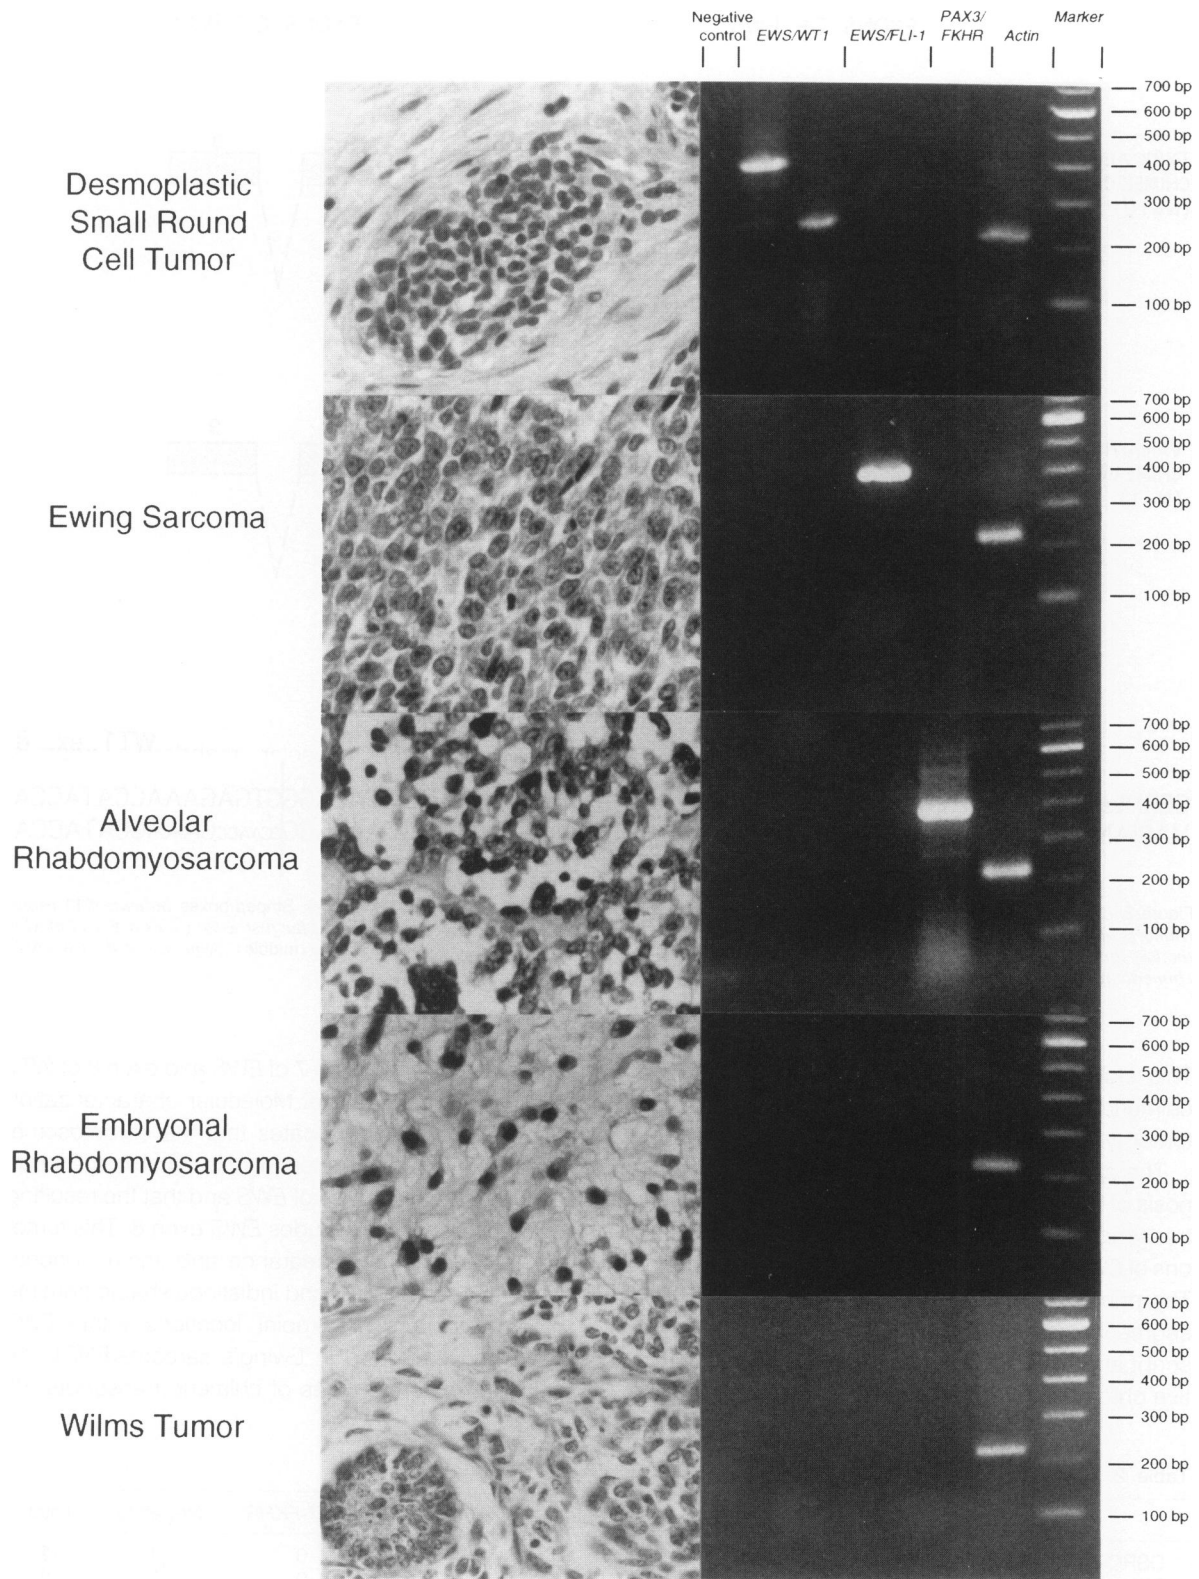 Negative
control
EWS/WT1
EWS/FLI-1
PAX3/
FKHR
Actin
Marker
Desmoplastic
Small Round
Cell Tumor
700 bp
600 bp
500 bp
400 bp
300 bp
200 bp
100 bp
Ewing Sarcoma
700 bp
600 bp
500 bp
400 bp
300 bp
200 bp
100 bp
Alveolar
Rhabdomyosarcoma
700 bp
600 bp
500 bp
400 bp
300 bp
200 bp
100 bp
Embryonal
Rhabdomyosarcoma
700 bp
600 bp
500 bp
400 bp
300 bp
200 bp
100 bp
Wilms Tumor
700 bp
600 bp
500 bp
400 bp
300 bp
200 bp
100 bp